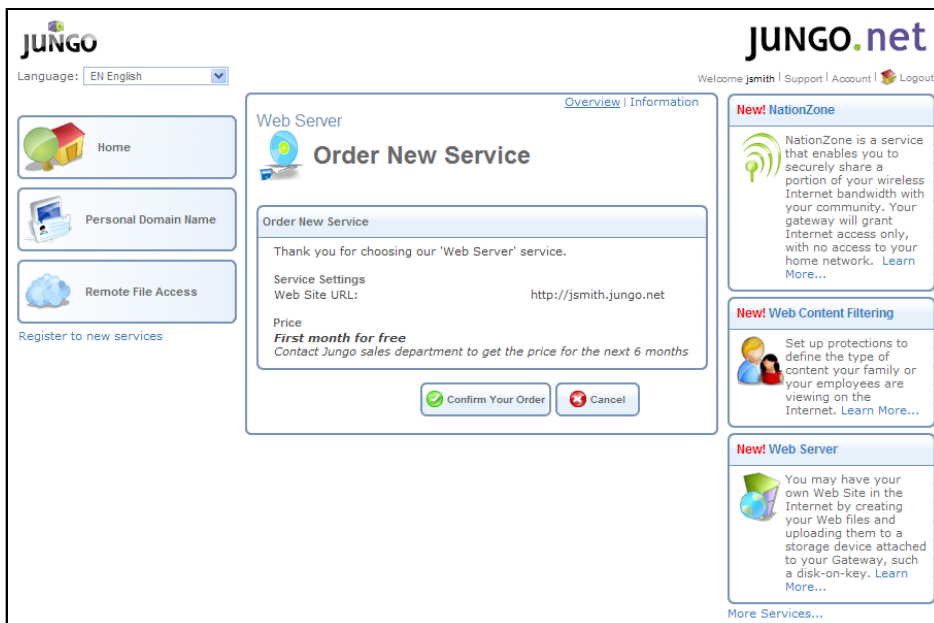 JUNGO
JUNGO.net
Language: EN English
Welcome jsmith | Support | Account | Logout
Home
Personal Domain Name
Remote File Access
Register to new services
Overview | Information
Web Server
Order New Service
Order New Service
Thank you for choosing our 'Web Server' service.
Service Settings
Web Site URL: http://jsmith.jungo.net
Price
First month for free
Contact Jungo sales department to get the price for the next 6 months
Confirm Your Order
Cancel
New! NationZone
NationZone is a service
that enables you to
securely share a
portion of your wireless
Internet bandwidth with
your community. Your
gateway will grant
Internet access only,
with no access to your
home network. Learn
More...
New! Web Content Filtering
Set up protections to
define the type of
content your family or
your employees are
viewing on the
Internet. Learn More...
New! Web Server
You may have your
own Web Site in the
Internet by creating
your Web files and
uploading them to a
storage device attached
to your Gateway, such
a disk-on-key. Learn
More...
More Services...